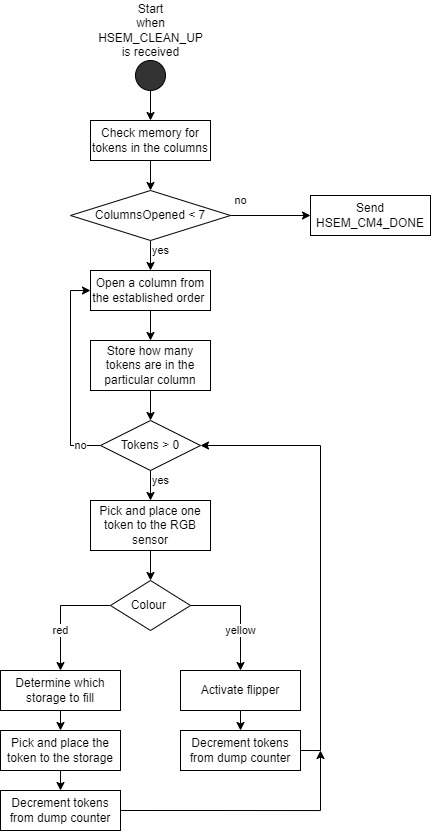 Start
when
HSEM_CLEAN_UP
is received
Check memory for
tokens in the columns
ColumnsOpened < 7
no
Send
HSEM_CM4_DONE
yes
Open a column from
the established order
Store how many
tokens are in the
particular column
Tokens > 0
no
yes
Pick and place one
token to the RGB
sensor
Colour
red
yellow
Determine which
storage to fill
Activate flipper
Pick and place the
token to the storage
Decrement tokens
from dump counter
Decrement tokens
from dump counter